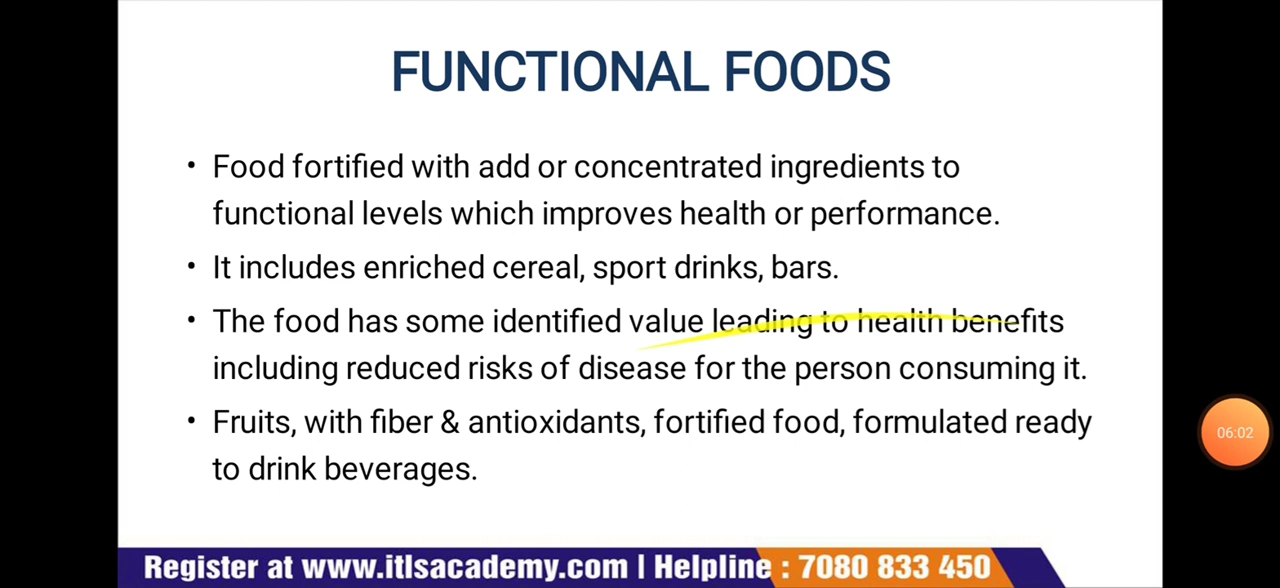 FUNCTIONAL FOODS
• Food fortified with add or concentrated ingredients to
functional levels which improves health or performance.
• It includes enriched cereal, sport drinks, bars.
• The food has some identified value leading to health benefits
including reduced risks of disease for the person consuming it.
• Fruits, with fiber & antioxidants, fortified food, formulated ready
to drink beverages.
06:02
Register at www.itlsacademy.com | Helpline : 7080 833 450